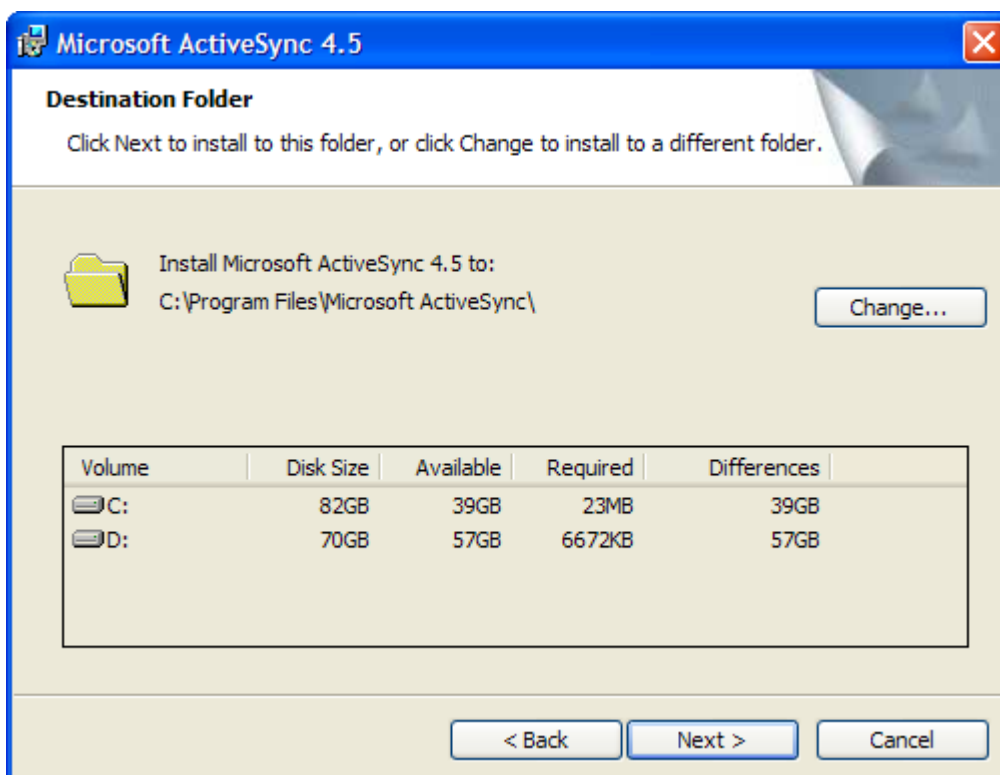 Microsoft ActiveSync 4.5
Destination Folder
Click Next to install to this folder, or click Change to install to a different folder.
Install Microsoft ActiveSync 4.5 to:
C:\Program Files\Microsoft ActiveSync\
Change...
Volume Disk Size Available Required Differences
C: 82GB 39GB 23MB 39GB
D: 70GB 57GB 6672KB 57GB
< Back Next > Cancel